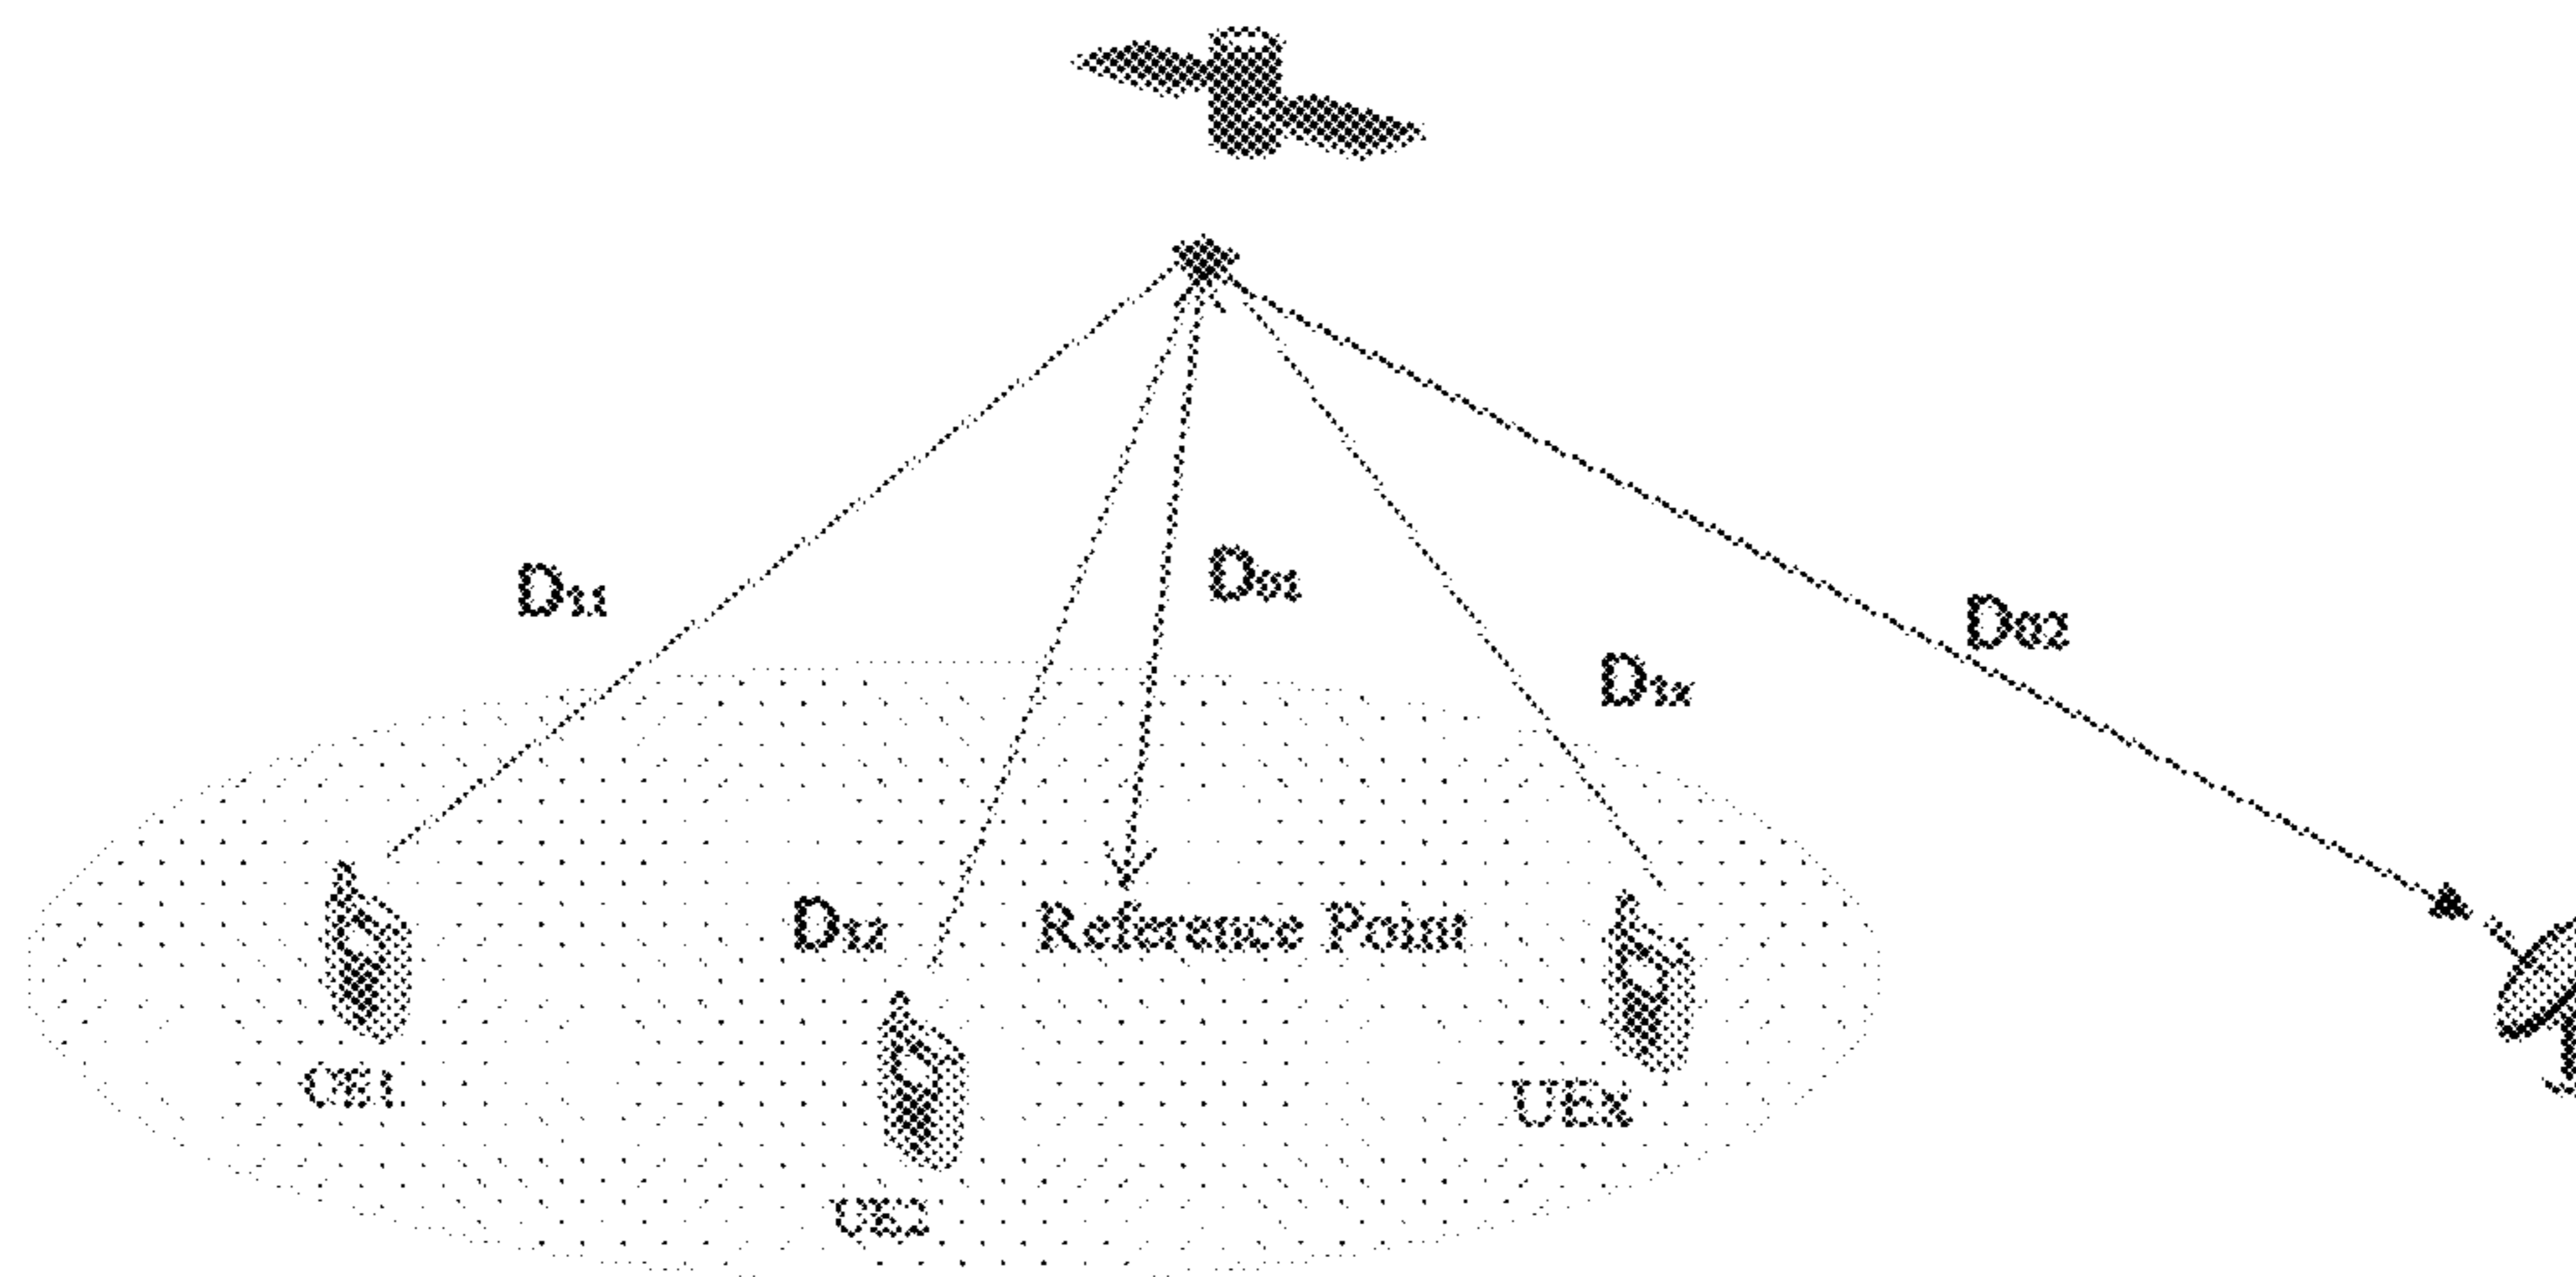 D11
D01
D02
D1x
D12
Reference Point
UE1
UEx
UE2